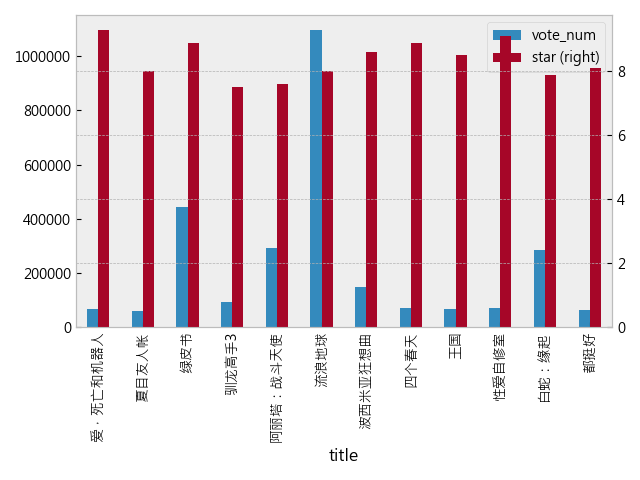 vote_num
star (right)
1000000
800000
600000
400000
200000
0
8
6
4
2
0
爱·死亡和机器人
夏目友人帐
绿皮书
驯龙高手3
阿丽塔：战斗天使
流浪地球
波西米亚狂想曲
四个春天
王国
性爱自修室
白蛇：缘起
都挺好
title